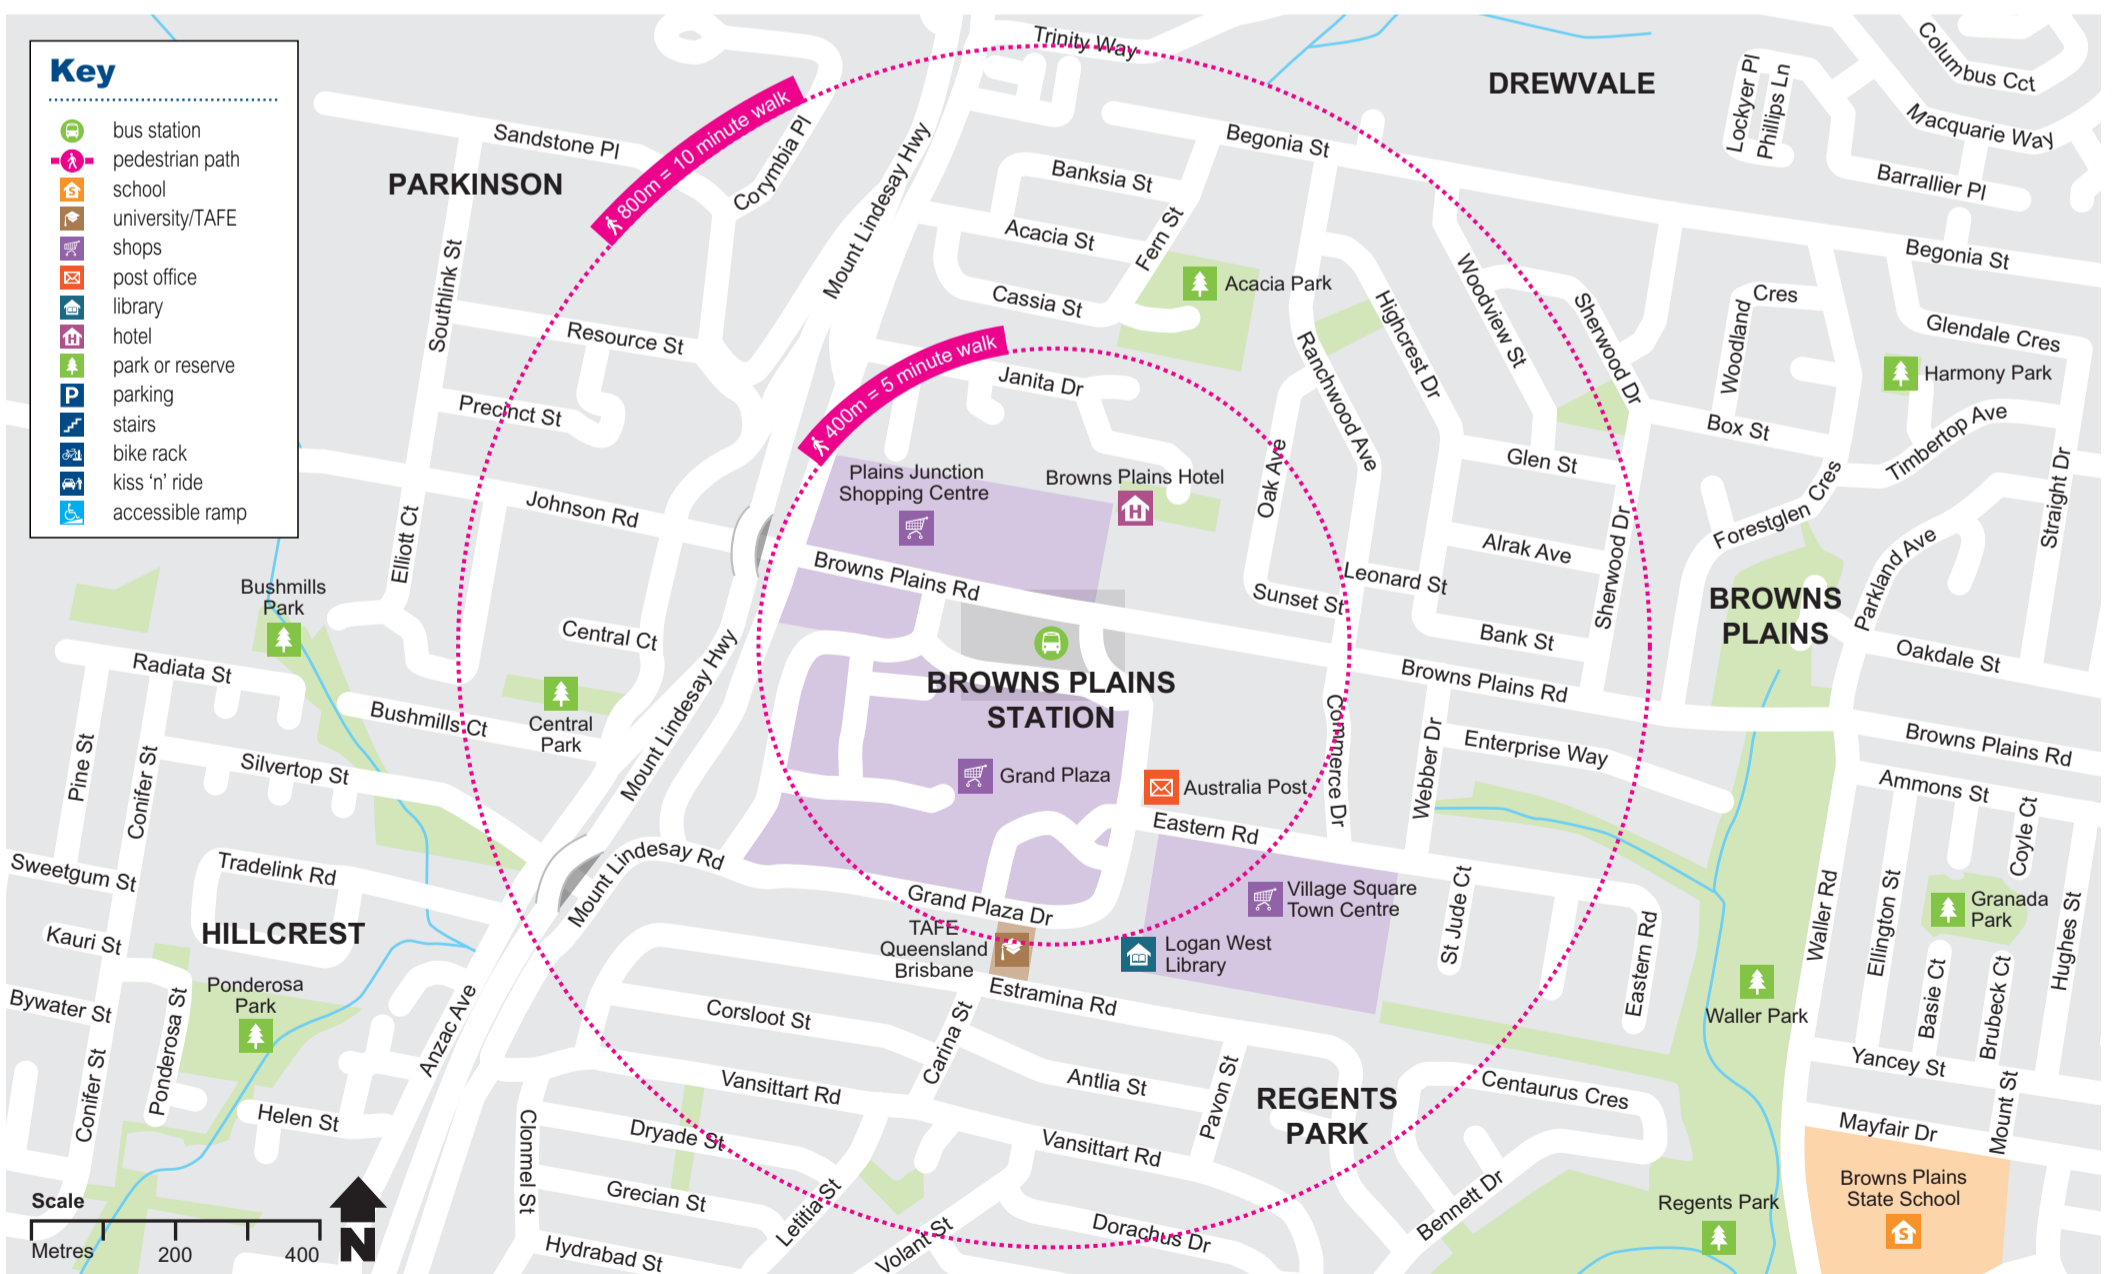 Key
bus station
pedestrian path
school
university/TAFE
shops
post office
library
hotel
park or reserve
parking
stairs
bike rack
kiss 'n' ride
accessible ramp
Trinity Way
DREWVALE
Columbus Cct
Lockyer Pl
Phillips Ln
Macquarie Way
Barrallier Pl
Sandstone Pl
PARKINSON
800m = 10 minute walk
Corymbia Pl
Mount Lindesay Hwy
Begonia St
Banksia St
Acacia St
Fern St
Cassia St
Acacia Park
Begonia St
Southlink St
Resource St
Precinct St
400m = 5 minute walk
Janita Dr
Ranchwood Ave
Highcrest Dr
Woodview St
Sherwood Dr
Woodland
Cres
Glendale Cres
Harmony Park
Box St
Timbertop Ave
Straight Dr
Forestglen Cres
Parkland Ave
Glen St
Oak Ave
Plains Junction
Shopping Centre
Browns Plains Hotel
Johnson Rd
Elliott Ct
Browns Plains Rd
Alrak Ave
Leonard St
Sunset St
Sherwood Dr
Bank St
BROWNS
PLAINS
Oakdale St
Bushmills
Park
Central Ct
Radiata St
Bushmills Ct
Central
Park
Mount Lindesay Hwy
BROWNS PLAINS
STATION
Browns Plains Rd
Commerce Dr
Webber Dr
Enterprise Way
Browns Plains Rd
Ammons St
Pine St
Conifer St
Silvertop St
Grand Plaza
Australia Post
Eastern Rd
Coyle Ct
Sweetgum St
Tradelink Rd
Mount Lindesay Rd
Grand Plaza Dr
Village Square
Town Centre
St Jude Ct
Eastern Rd
Waller Rd
Ellington St
Granada
Park
Hughes St
HILLCREST
Kauri St
TAFE
Queensland
Brisbane
Logan West
Library
Bywater St
Ponderosa
Park
Ponderosa St
Conifer St
Anzac Ave
Estramina Rd
Corsloot St
Carina St
Waller Park
Basie Ct
Brubeck Ct
Yancey St
Mount St
Mayfair Dr
Helen St
Vansittart Rd
Antlia St
Pavon St
REGENTS
PARK
Centaurus Cres
Clonmel St
Dryade St
Vansittart Rd
Grecian St
Letitia St
Volant St
Dorachus Dr
Bennett Dr
Hydrabad St
Regents Park
Browns Plains
State School
Scale
Metres
200
400
N